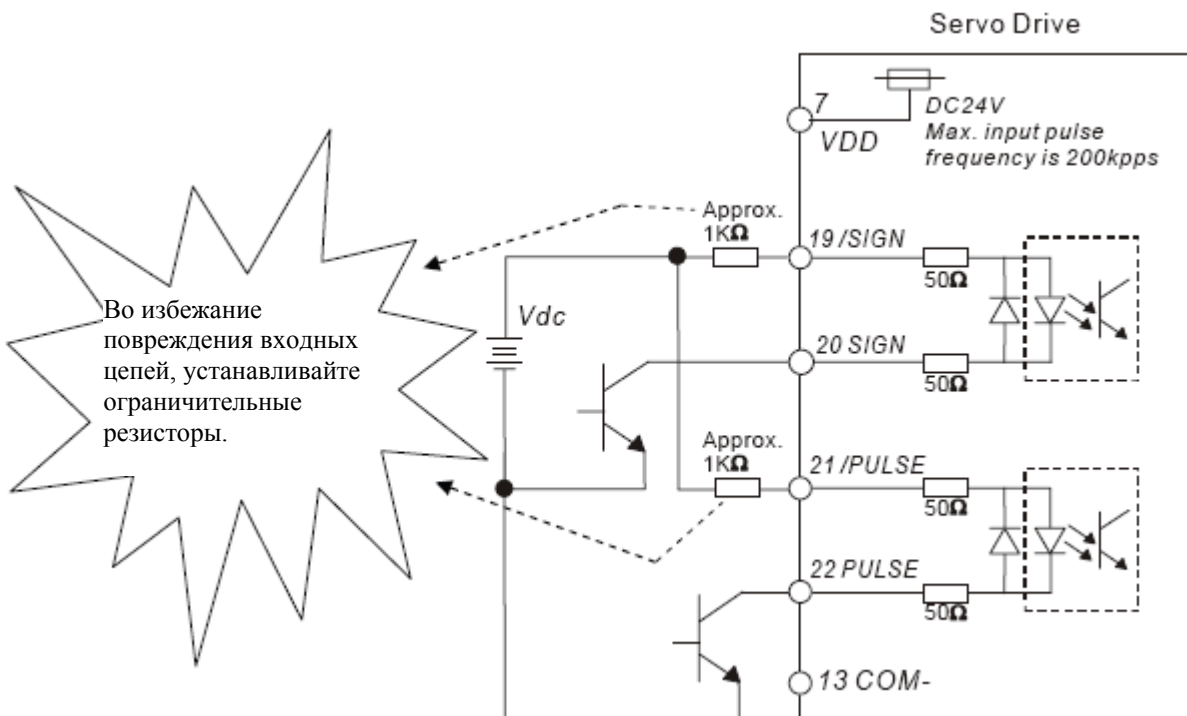 Servo Drive
7
VDD
DC24V
Max. input pulse
frequency is 200kpps
Approx.
1KΩ
19 /SIGN
50Ω
Vdc
20 SIGN
50Ω
Во избежание
повреждения входных
цепей, устанавливайте
ограничительные
резисторы.
Approx.
1KΩ
21 /PULSE
50Ω
22 PULSE
50Ω
13 COM-